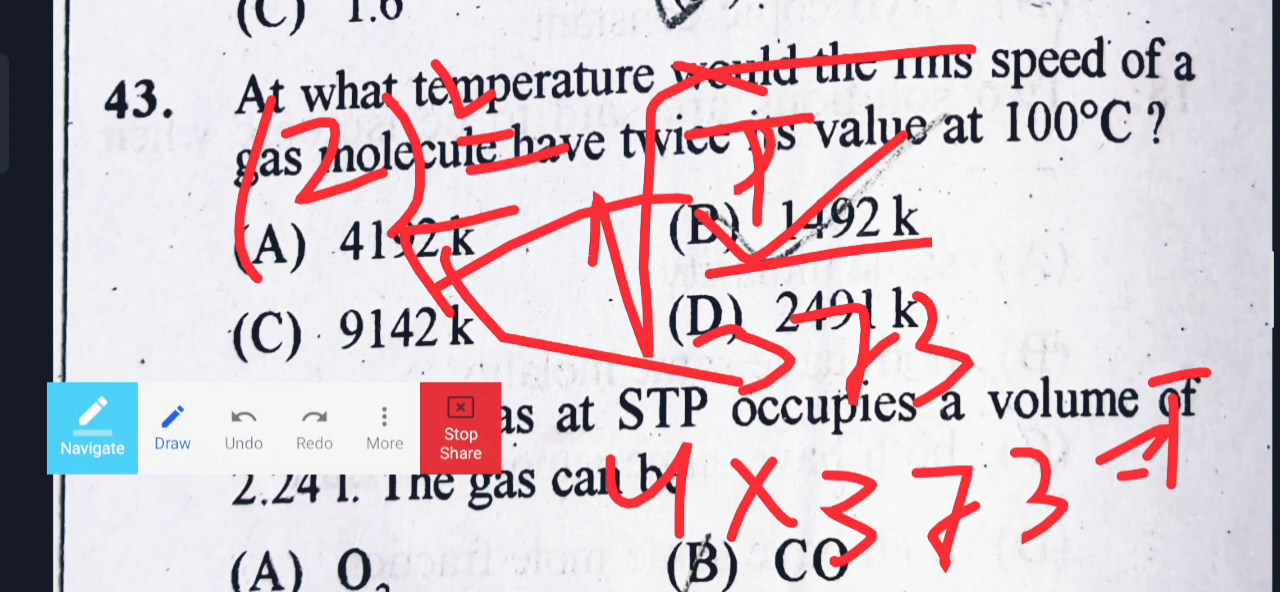 (C) 1.6
43. At what temperature would the rms speed of a
gas molecule have twice its value at 100°C ?
(A) 4192 k (B) 1492 k
(C) 9142 k (D) 2491 k
as at STP occupies a volume of
2.24 l. The gas can be
(A) O2 (B) CO
(2)² = √ T
373
4 × 373 = T
Navigate
Draw
Undo
Redo
More
Stop
Share